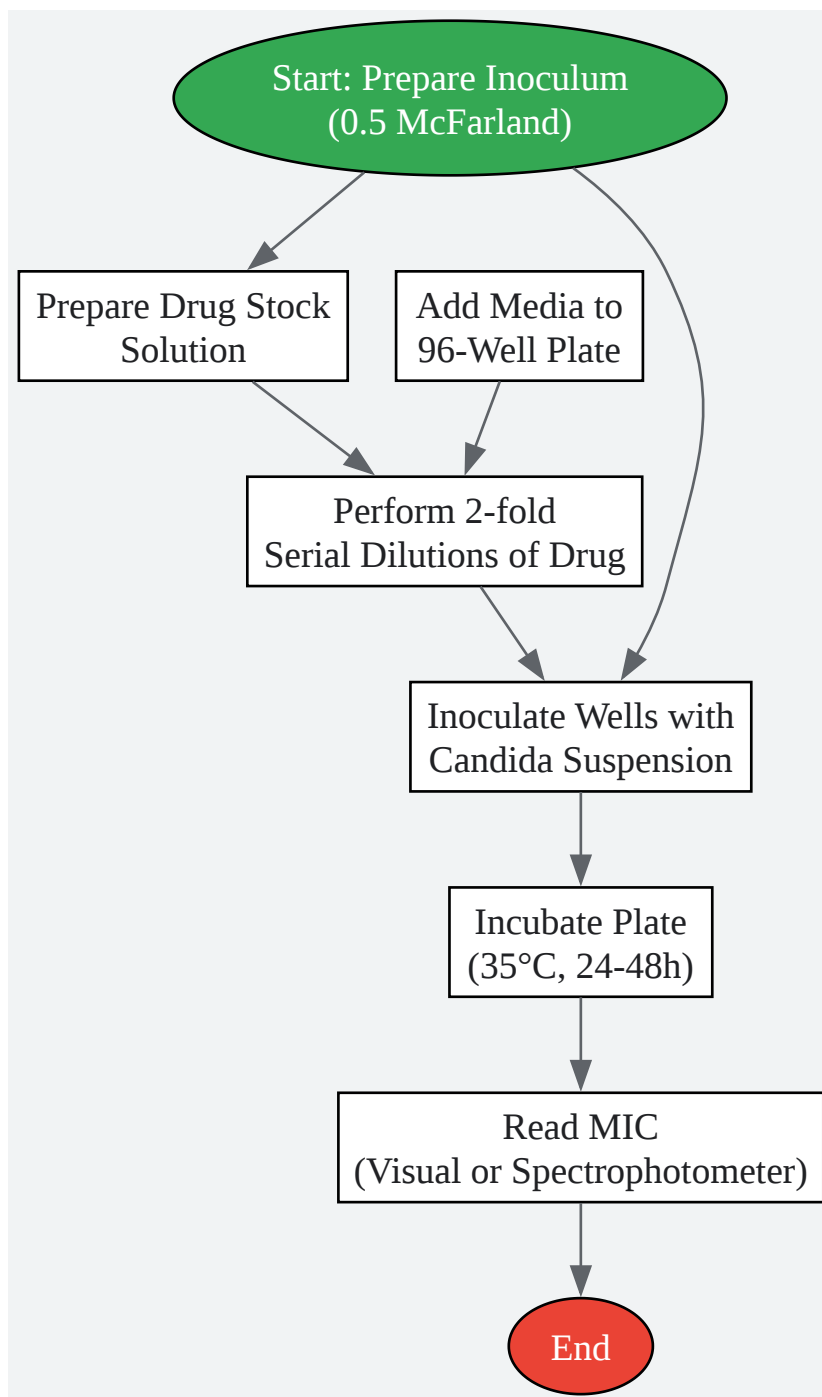 Start: Prepare Inoculum
(0.5 McFarland)
Prepare Drug Stock
Solution
Add Media to
96-Well Plate
Perform 2-fold
Serial Dilutions of Drug
Inoculate Wells with
Candida Suspension
Incubate Plate
(35°C, 24-48h)
Read MIC
(Visual or Spectrophotometer)
End